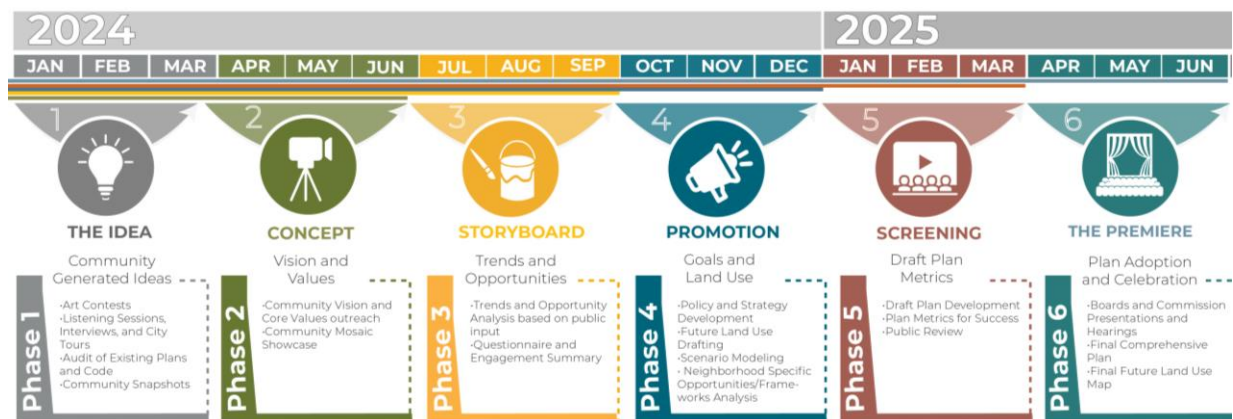 2024
2025
JAN FEB MAR APR MAY JUN JUL AUG SEP OCT NOV DEC JAN FEB MAR APR MAY JUN
1
THE IDEA
Community
Generated Ideas
Phase 1
•Art Contests
•Listening Sessions,
Interviews, and City
Tours
•Audit of Existing Plans
and Code
•Community Snapshots
2
CONCEPT
Vision and
Values
Phase 2
•Community Vision and
Core Values outreach
•Community Mosaic
Showcase
3
STORYBOARD
Trends and
Opportunities
Phase 3
•Trends and Opportunity
Analysis based on public
input
•Questionnaire and
Engagement Summary
4
PROMOTION
Goals and
Land Use
Phase 4
•Policy and Strategy
Development
•Future Land Use
Drafting
•Scenario Modeling
• Neighborhood Specific
Opportunities/Frame-
works Analysis
5
SCREENING
Draft Plan
Metrics
Phase 5
•Draft Plan Development
•Plan Metrics for Success
•Public Review
6
THE PREMIERE
Plan Adoption
and Celebration
Phase 6
•Boards and Commission
Presentations and
Hearings
•Final Comprehensive
Plan
•Final Future Land Use
Map